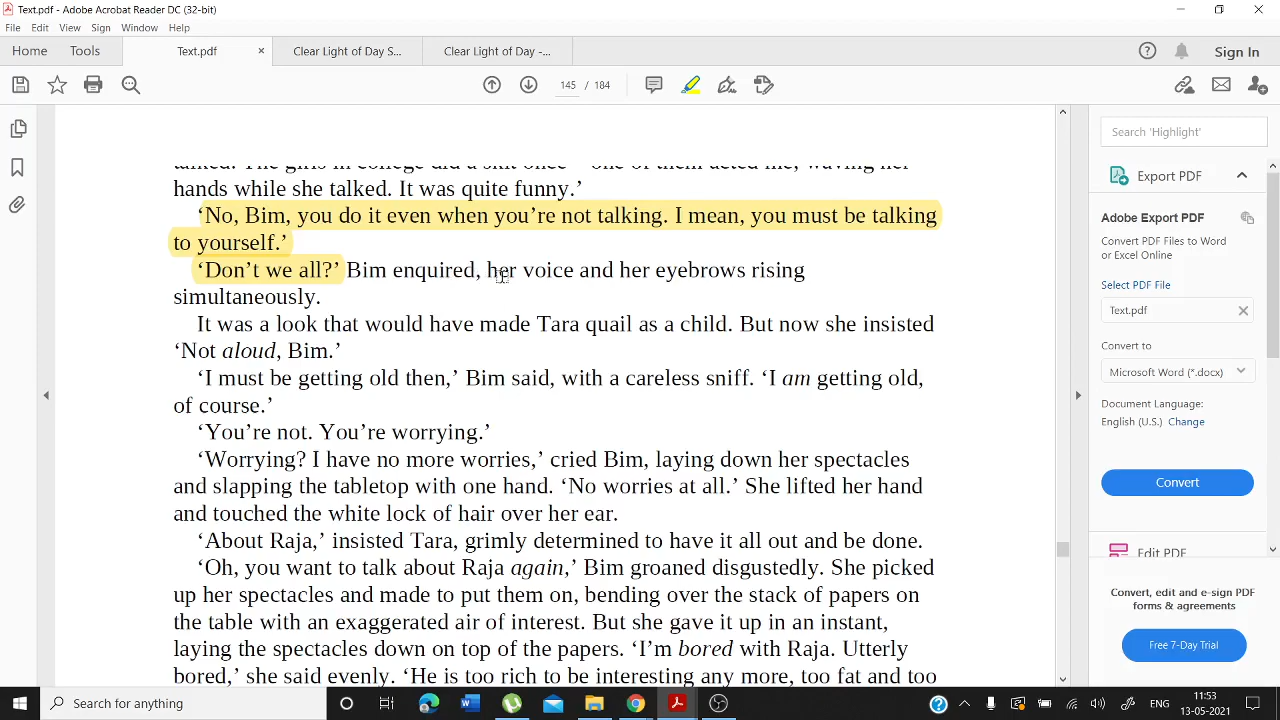 Text.pdf - Adobe Acrobat Reader DC (32-bit)
File Edit View Sign Window Help
Home Tools Text.pdf × Clear Light of Day S... Clear Light of Day -... Sign In
145 / 184
hands while she talked. It was quite funny.’
‘No, Bim, you do it even when you’re not talking. I mean, you must be talking
to yourself.’
‘Don’t we all?’ Bim enquired, her voice and her eyebrows rising
simultaneously.
It was a look that would have made Tara quail as a child. But now she insisted
‘Not aloud, Bim.’
‘I must be getting old then,’ Bim said, with a careless sniff. ‘I am getting old,
of course.’
‘You’re not. You’re worrying.’
‘Worrying? I have no more worries,’ cried Bim, laying down her spectacles
and slapping the tabletop with one hand. ‘No worries at all.’ She lifted her hand
and touched the white lock of hair over her ear.
‘About Raja,’ insisted Tara, grimly determined to have it all out and be done.
‘Oh, you want to talk about Raja again,’ Bim groaned disgustedly. She picked
up her spectacles and made to put them on, bending over the stack of papers on
the table with an exaggerated air of interest. But she gave it up in an instant,
laying the spectacles down on top of the papers. ‘I’m bored with Raja. Utterly
bored,’ she said evenly. ‘He is too rich to be interesting any more, too fat and too
Search 'Highlight'
Export PDF
Adobe Export PDF
Convert PDF Files to Word
or Excel Online
Select PDF File
Text.pdf
Convert to
Microsoft Word (*.docx)
Document Language:
English (U.S.) Change
Convert
Edit PDF
Convert, edit and e-sign PDF
forms & agreements
Free 7-Day Trial
Search for anything
ENG
11:53
13-05-2021